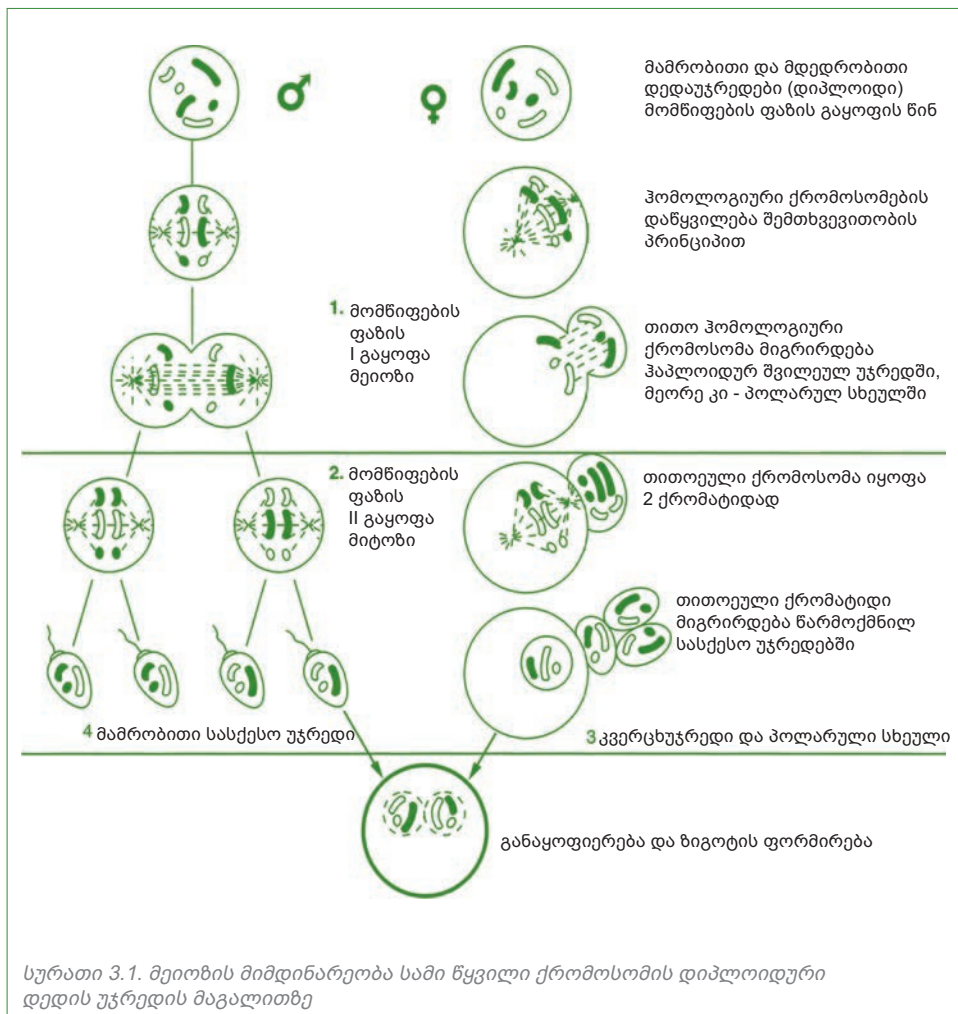 მამრობითი და მდედრობითი
დედაუჯრედები (დიპლოიდი)
მომწიფების ფაზის გაყოფის წინ
ჰომოლოგიური ქრომოსომების
დაწყვილება შემთხვევითობის
პრინციპით
1. მომწიფების
ფაზის
I გაყოფა
მეიოზი
თითო ჰომოლოგიური
ქრომოსომა მიგრირდება
ჰაპლოიდურ შვილეულ უჯრედში,
მეორე კი - პოლარულ სხეულში
2. მომწიფების
ფაზის
II გაყოფა
მიტოზი
თითოეული ქრომოსომა იყოფა
2 ქრომატიდად
თითოეული ქრომატიდი
მიგრირდება წარმოქმნილ
სასქესო უჯრედებში
4 მამრობითი სასქესო უჯრედი
3 კვერცხუჯრედი და პოლარული სხეული
განაყოფიერება და ზიგოტის ფორმირება
სურათი 3.1. მეიოზის მიმდინარეობა სამი წყვილი ქრომოსომის დიპლოიდური
დედის უჯრედის მაგალითზე